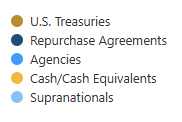 U.S. Treasuries
Repurchase Agreements
Agencies
Cash/Cash Equivalents
Supranationals